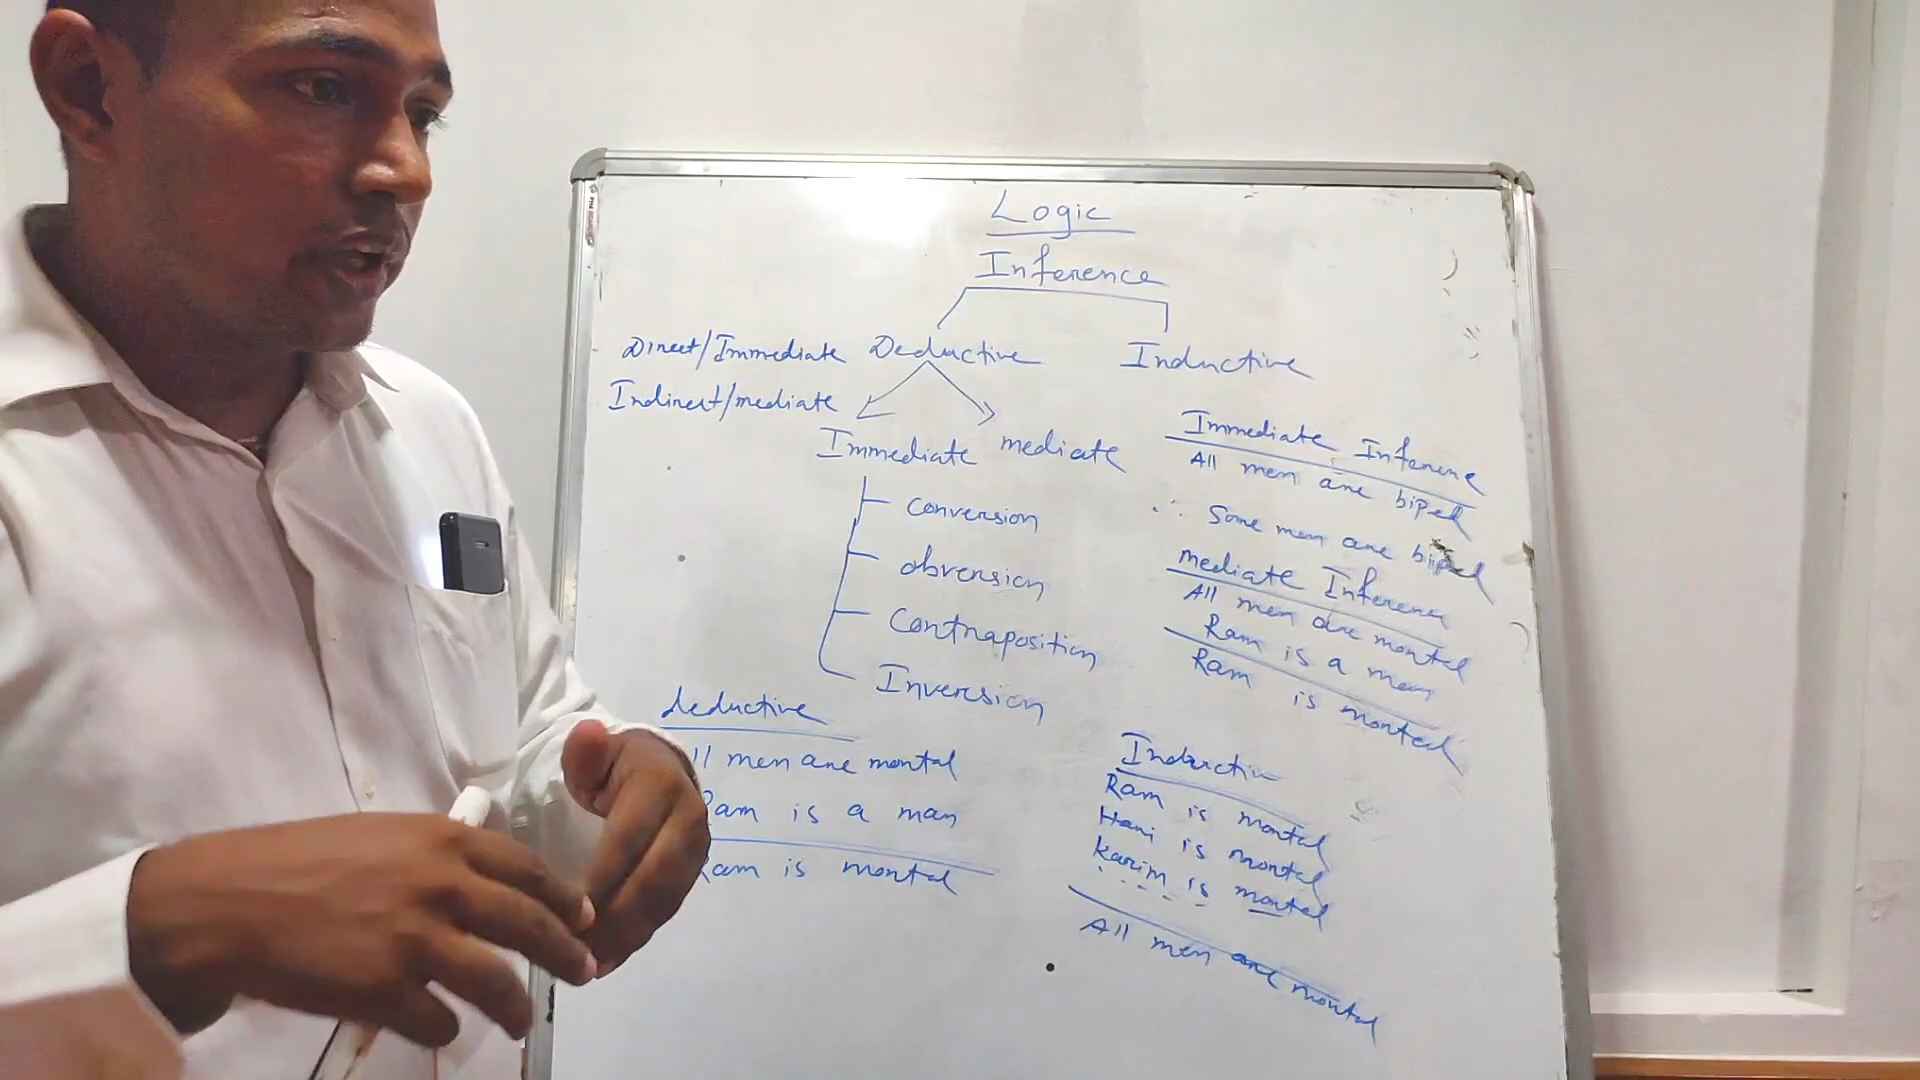 Logic
Inference
Direct/Immediate Deductive Inductive
Indirect/mediate
Immediate mediate
conversion
obversion
Contraposition
Inversion
Immediate Inference
All men are biped
∴ Some men are biped
mediate Inference
All men are mortal
Ram is a man
Ram is mortal
deductive
ll men are mortal
Ram is a man
Ram is mortal
Inductive
Ram is mortal
Hari is mortal
Karim is mortal
All men are mortal